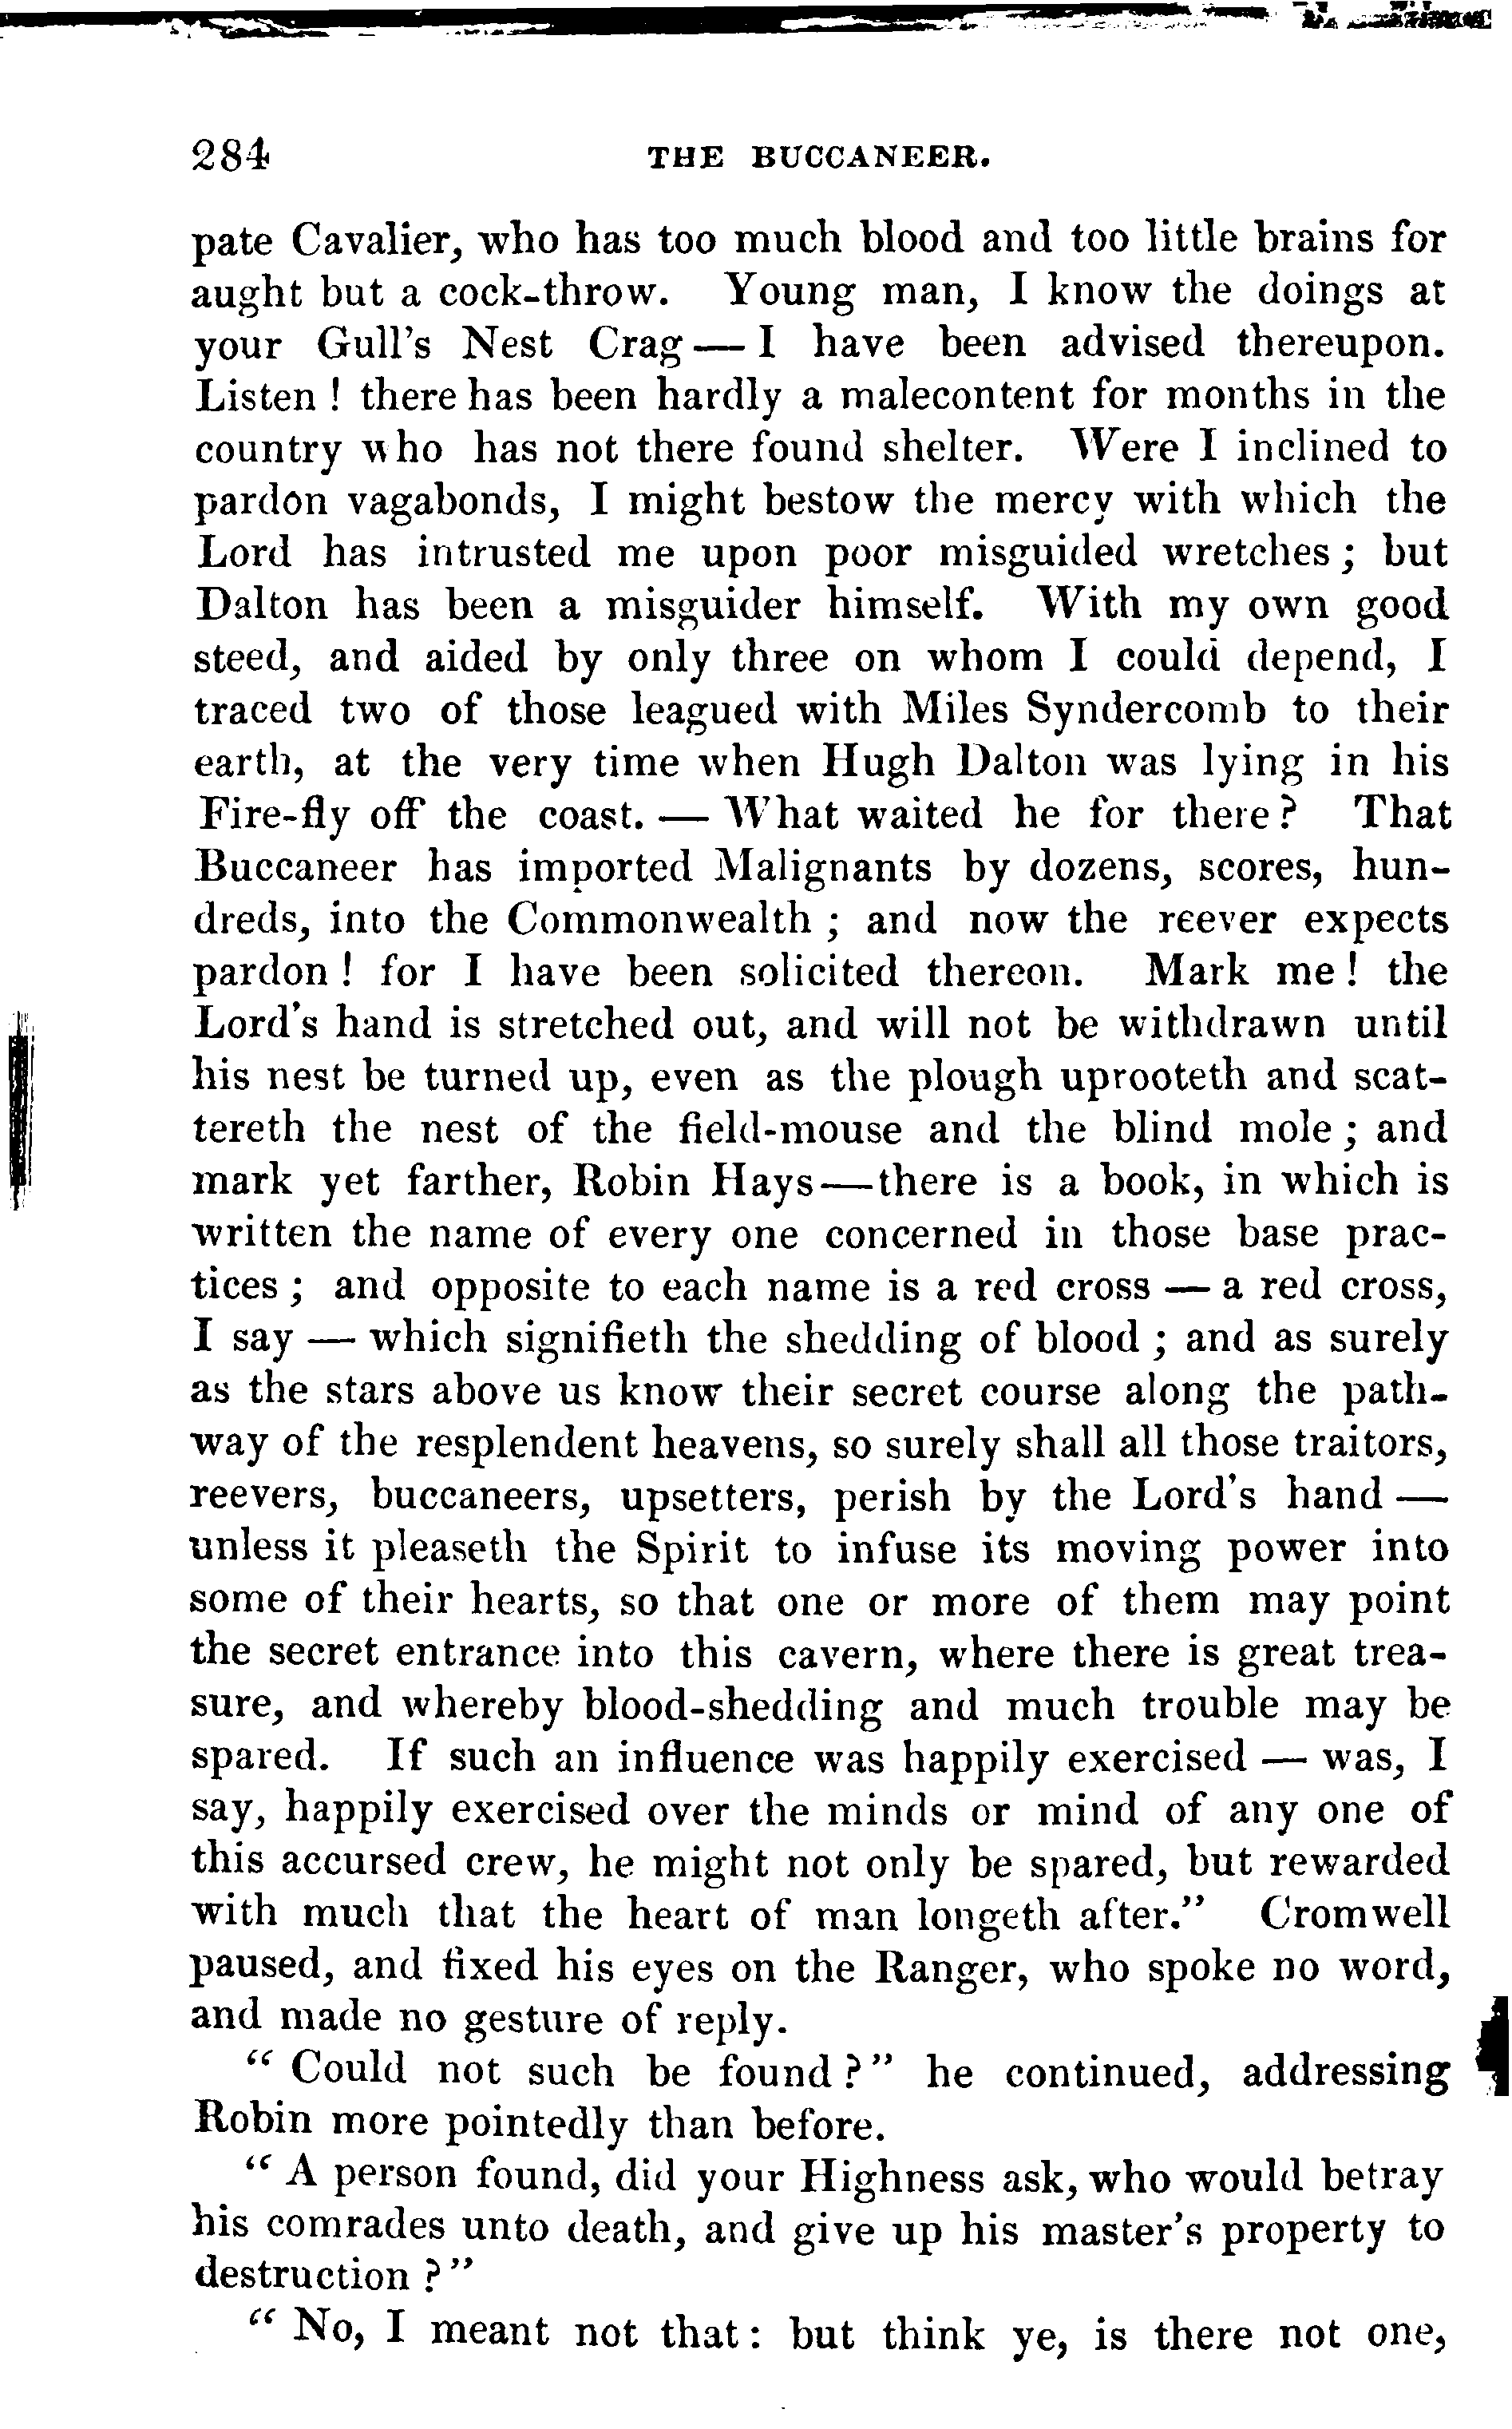 284 THE BUCCANEER.
pate Cavalier, who has too much blood and too little brains for
aught but a cock-throw. Young man, I know the doings at
your Gull's Nest Crag — I have been advised thereupon.
Listen ! there has been hardly a malecontent for months in the
country who has not there found shelter. Were I inclined to
pardon vagabonds, I might bestow the mercy with which the
Lord has intrusted me upon poor misguided wretches ; but
Dalton has been a misguider himself. With my own good
steed, and aided by only three on whom I could depend, I
traced two of those leagued with Miles Syndercomb to their
earth, at the very time when Hugh Dalton was lying in his
Fire-fly off the coast. — What waited he for there ? That
Buccaneer has imported Malignants by dozens, scores, hun-
dreds, into the Commonwealth ; and now the reever expects
pardon ! for I have been solicited thereon. Mark me ! the
Lord's hand is stretched out, and will not be withdrawn until
his nest be turned up, even as the plough uprooteth and scat-
tereth the nest of the field-mouse and the blind mole ; and
mark yet farther, Robin Hays—there is a book, in which is
written the name of every one concerned in those base prac-
tices ; and opposite to each name is a red cross — a red cross,
I say — which signifieth the shedding of blood ; and as surely
as the stars above us know their secret course along the path-
way of the resplendent heavens, so surely shall all those traitors,
reevers, buccaneers, upsetters, perish by the Lord's hand —
unless it pleaseth the Spirit to infuse its moving power into
some of their hearts, so that one or more of them may point
the secret entrance into this cavern, where there is great trea-
sure, and whereby blood-shedding and much trouble may be
spared. If such an influence was happily exercised — was, I
say, happily exercised over the minds or mind of any one of
this accursed crew, he might not only be spared, but rewarded
with much that the heart of man longeth after." Cromwell
paused, and fixed his eyes on the Ranger, who spoke no word,
and made no gesture of reply.
" Could not such be found ? " he continued, addressing
Robin more pointedly than before.
" A person found, did your Highness ask, who would betray
his comrades unto death, and give up his master's property to
destruction ? "
" No, I meant not that : but think ye, is there not one,